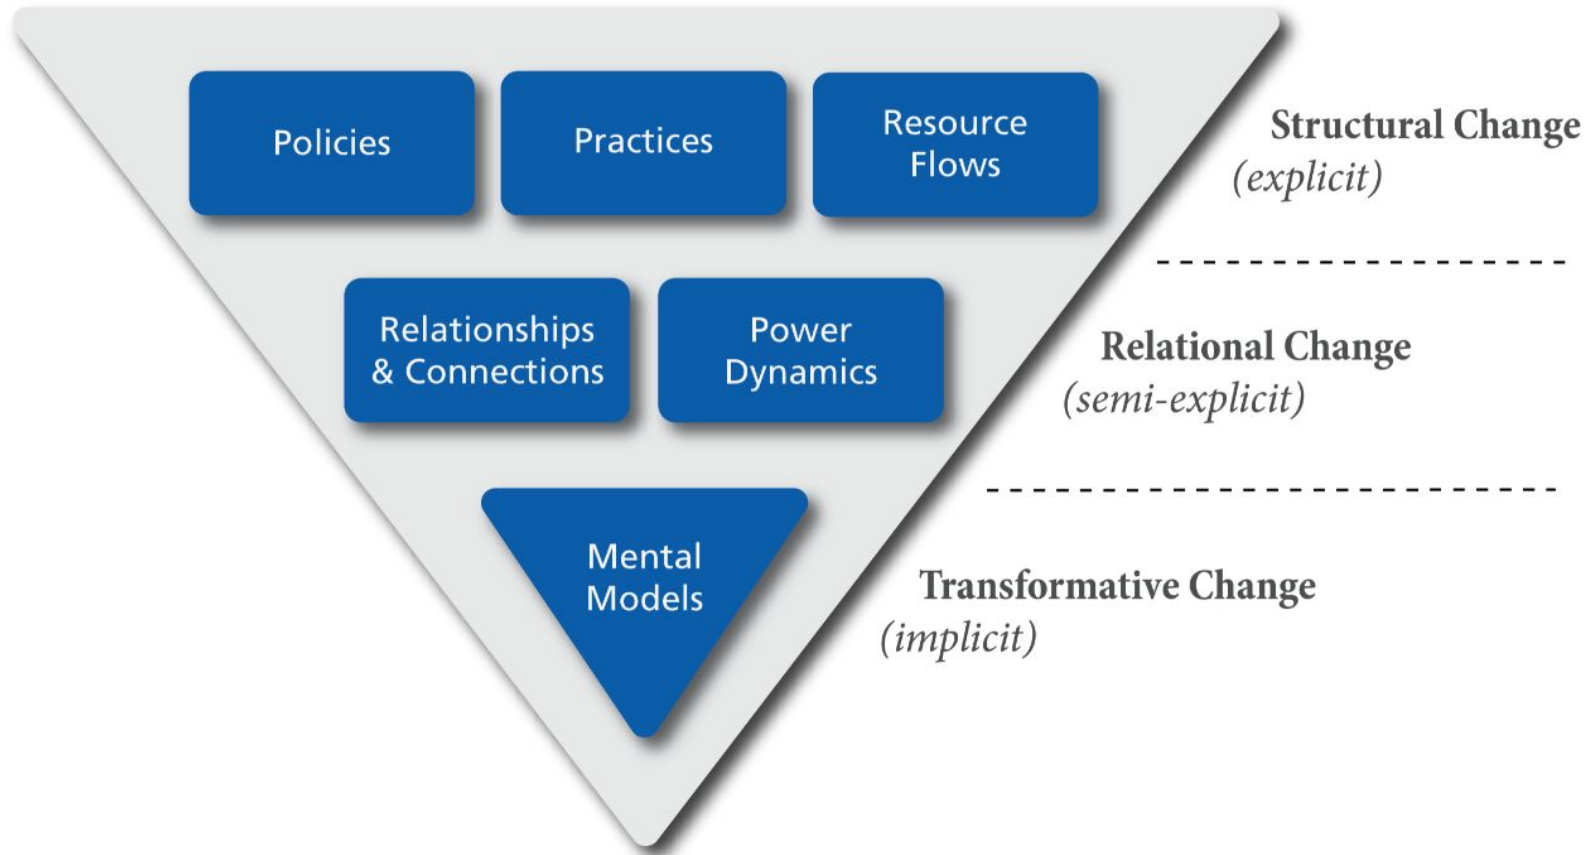 Policies
Practices
Resource
Flows
Structural Change
(explicit)
Relationships
& Connections
Power
Dynamics
Relational Change
(semi-explicit)
Mental
Models
Transformative Change
(implicit)